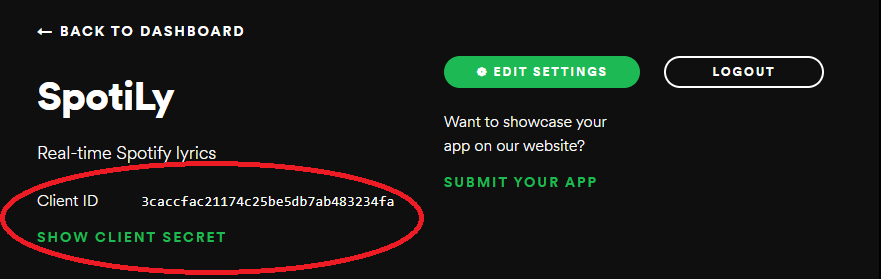 ← BACK TO DASHBOARD
SpotiLy
Real-time Spotify lyrics
Client ID 3caccfac21174c25be5db7ab483234fa
SHOW CLIENT SECRET
EDIT SETTINGS
LOGOUT
Want to showcase your
app on our website?
SUBMIT YOUR APP